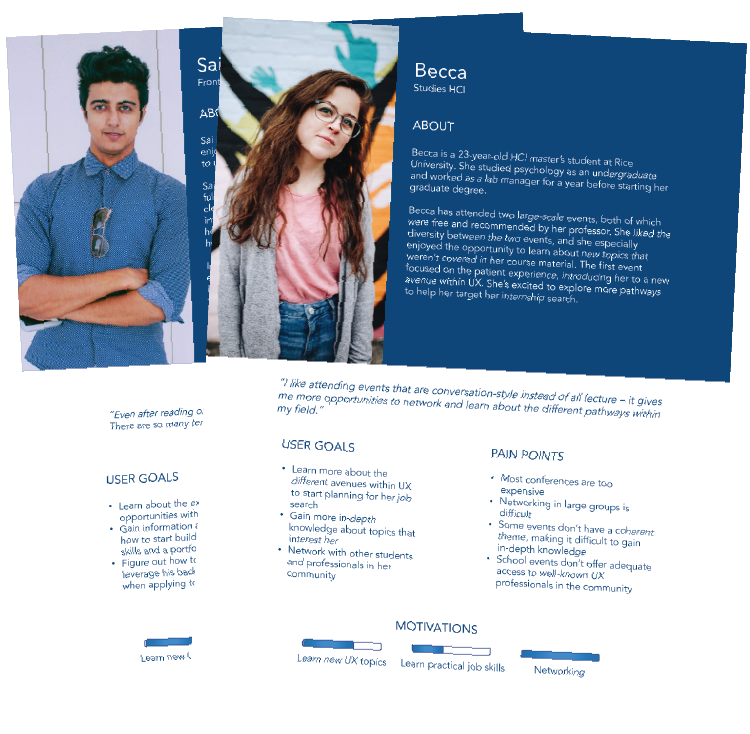 Sai
Front
Becca
Studies HCI
ABOUT
Becca is a 23-year-old HCI master's student at Rice
University. She studied psychology as an undergraduate
and worked as a lab manager for a year before starting her
graduate degree.
Becca has attended two large-scale events, both of which
were free and recommended by her professor. She liked the
diversity between the two events, and she especially
enjoyed the opportunity to learn about new topics that
weren't covered in her course material. The first event
focused on the patient experience, introducing her to a new
avenue within UX. She's excited to explore more pathways
to help her target her internship search.
"I like attending events that are conversation-style instead of all lecture – it gives
me more opportunities to network and learn about the different pathways within
my field."
USER GOALS
• Learn more about the
different avenues within UX
to start planning for her job
search
• Gain more in-depth
knowledge about topics that
interest her
• Network with other students
and professionals in her
community
PAIN POINTS
• Most conferences are too
expensive
• Networking in large groups is
difficult
• Some events don't have a coherent
theme, making it difficult to gain
in-depth knowledge
• School events don't offer adequate
access to well-known UX
professionals in the community
MOTIVATIONS
Learn new UX topics
Learn practical job skills
Networking
"Even after reading
There are so many
USER GOALS
• Learn about the
opportunities with
• Gain information
how to start build
skills and a portfo
• Figure out how to
leverage his back
when applying to
Learn new